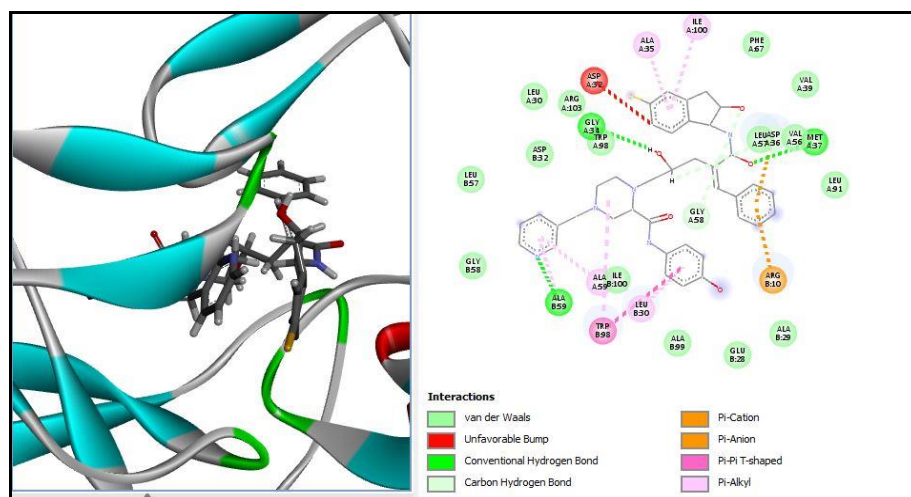 ILE
A:100
ALA
A:35
PHE
A:67
ASP
A:32
VAL
A:39
LEU
A:30
ARG
A:103
GLY
A:34
TRP
A:98
H
LEU
A:57
ASP
A:36
VAL
A:56
MET
A:37
ASP
B:32
LEU
B:57
H
LEU
A:91
GLY
A:58
GLY
B:58
ALA
A:59
ILE
B:100
ARG
B:10
ALA
B:59
LEU
B:30
TRP
B:98
ALA
B:99
GLU
B:28
ALA
B:29
Interactions
van der Waals
Unfavorable Bump
Conventional Hydrogen Bond
Carbon Hydrogen Bond
Pi-Cation
Pi-Anion
Pi-Pi T-shaped
Pi-Alkyl